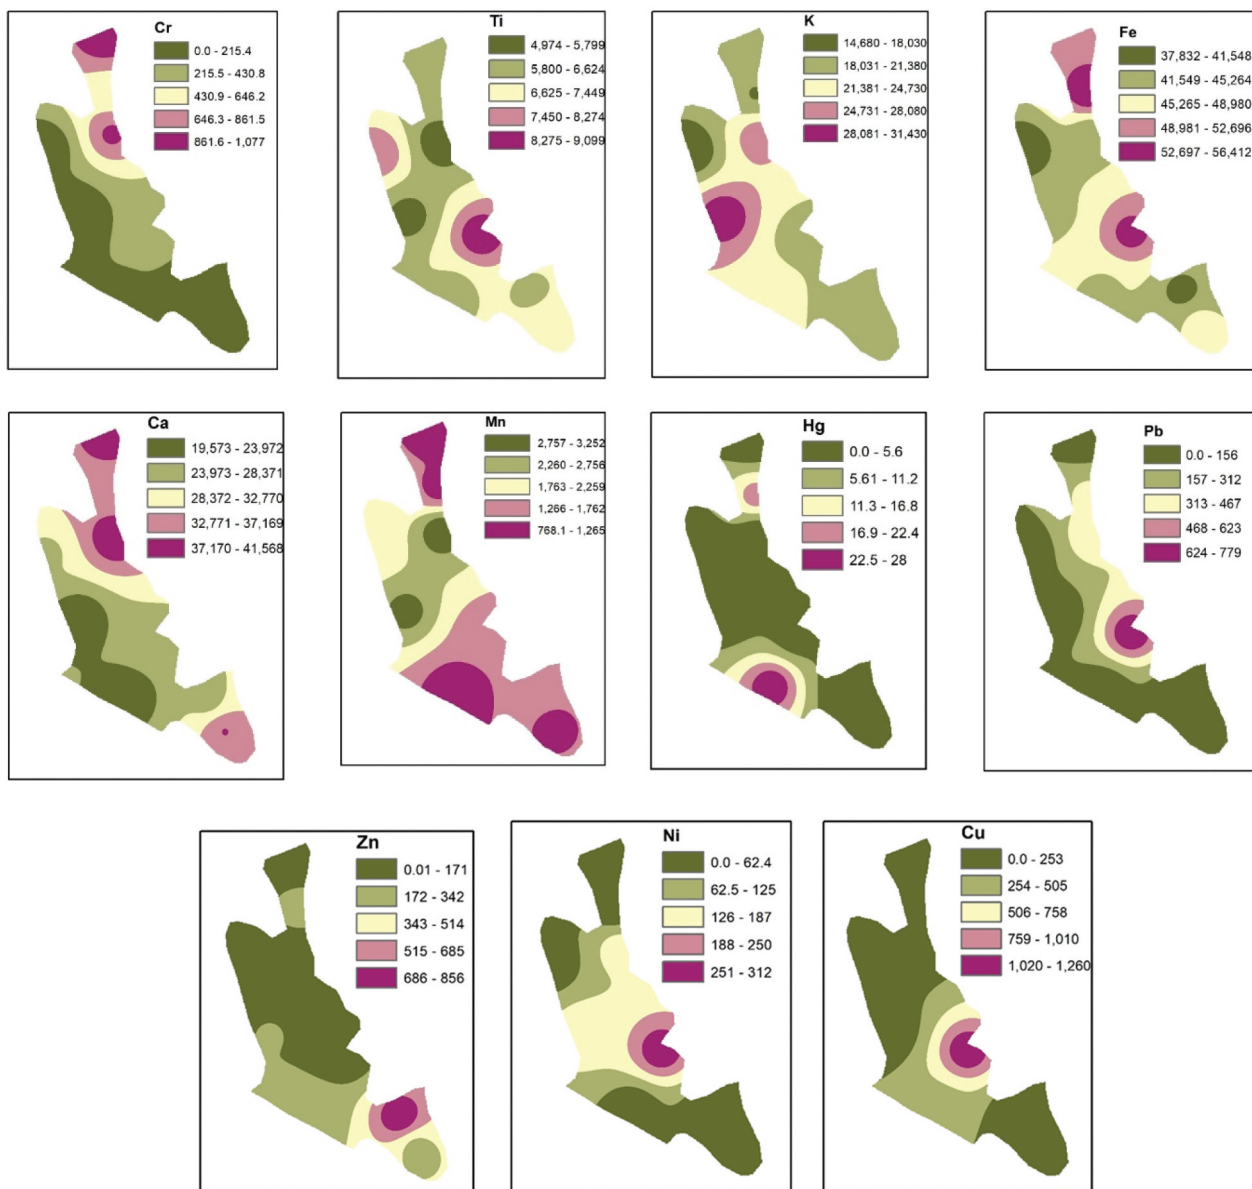 Cr
0.0 - 215.4
215.5 - 430.8
430.9 - 646.2
646.3 - 861.5
861.6 - 1,077
Ti
4,974 - 5,799
5,800 - 6,624
6,625 - 7,449
7,450 - 8,274
8,275 - 9,099
K
14,680 - 18,030
18,031 - 21,380
21,381 - 24,730
24,731 - 28,080
28,081 - 31,430
Fe
37,832 - 41,548
41,549 - 45,264
45,265 - 48,980
48,981 - 52,696
52,697 - 56,412
Ca
19,573 - 23,972
23,973 - 28,371
28,372 - 32,770
32,771 - 37,169
37,170 - 41,568
Mn
2,757 - 3,252
2,260 - 2,756
1,763 - 2,259
1,266 - 1,762
768.1 - 1,265
Hg
0.0 - 5.6
5.61 - 11.2
11.3 - 16.8
16.9 - 22.4
22.5 - 28
Pb
0.0 - 156
157 - 312
313 - 467
468 - 623
624 - 779
Zn
0.01 - 171
172 - 342
343 - 514
515 - 685
686 - 856
Ni
0.0 - 62.4
62.5 - 125
126 - 187
188 - 250
251 - 312
Cu
0.0 - 253
254 - 505
506 - 758
759 - 1,010
1,020 - 1,260